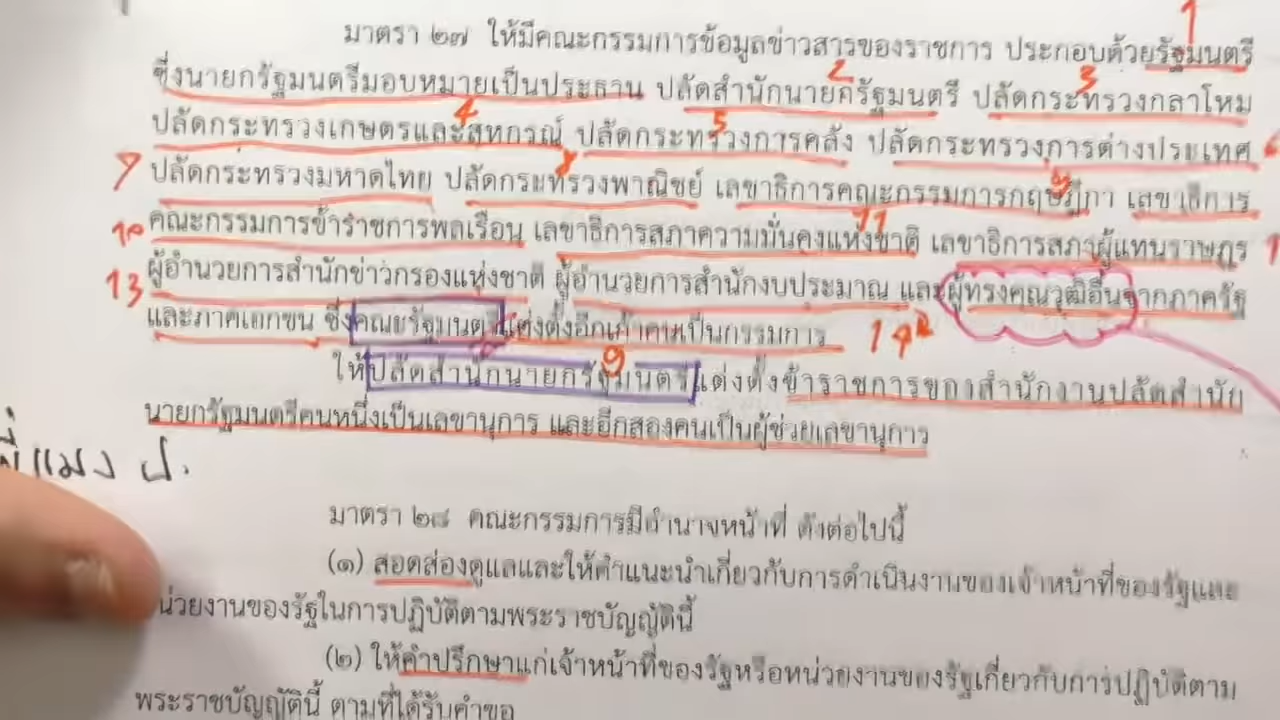 มาตรา ๒๗ ให้มีคณะกรรมการข้อมูลข่าวสารของราชการ ประกอบด้วยรัฐมนตรี
1
ซึ่งนายกรัฐมนตรีมอบหมายเป็นประธาน ปลัดสำนักนายกรัฐมนตรี ปลัดกระทรวงกลาโหม
2 3
ปลัดกระทรวงเกษตรและสหกรณ์ ปลัดกระทรวงการคลัง ปลัดกระทรวงการต่างประเทศ
4 5 6
7 ปลัดกระทรวงมหาดไทย ปลัดกระทรวงพาณิชย์ เลขาธิการคณะกรรมการกฤษฎีกา เลขาธิการ
10 คณะกรรมการข้าราชการพลเรือน เลขาธิการสภาความมั่นคงแห่งชาติ เลขาธิการสภาผู้แทนราษฎร
11
13 ผู้อำนวยการสำนักข่าวกรองแห่งชาติ ผู้อำนวยการสำนักงบประมาณ และผู้ทรงคุณวุฒิอื่นจากภาครัฐ
และภาคเอกชน ซึ่งคณะรัฐมนตรีแต่งตั้งอีกเก้าคนเป็นกรรมการ
9
ให้ปลัดสำนักนายกรัฐมนตรีแต่งตั้งข้าราชการของสำนักงานปลัดสำนัก
นายกรัฐมนตรีคนหนึ่งเป็นเลขานุการ และอีกสองคนเป็นผู้ช่วยเลขานุการ
มาตรา ๒๘ คณะกรรมการมีอำนาจหน้าที่ ดังต่อไปนี้
(๑) สอดส่องดูแลและให้คำแนะนำเกี่ยวกับการดำเนินงานของเจ้าหน้าที่ของรัฐและ
น่วยงานของรัฐในการปฏิบัติตามพระราชบัญญัตินี้
(๒) ให้คำปรึกษาแก่เจ้าหน้าที่ของรัฐหรือหน่วยงานของรัฐเกี่ยวกับการปฏิบัติตาม
พระราชบัญญัตินี้ ตามที่ได้รับคำขอ